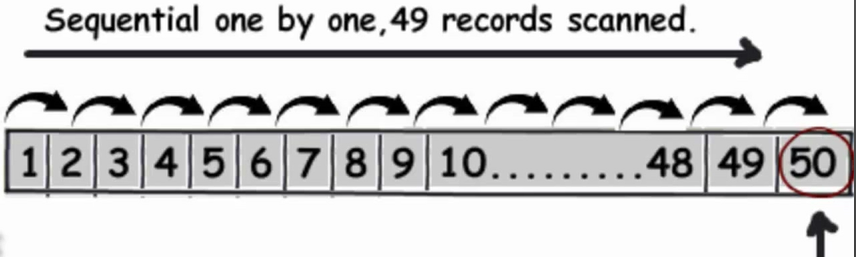 Sequential one by one,49 records scanned.
1 2 3 4 5 6 7 8 9 10.........48 49 50